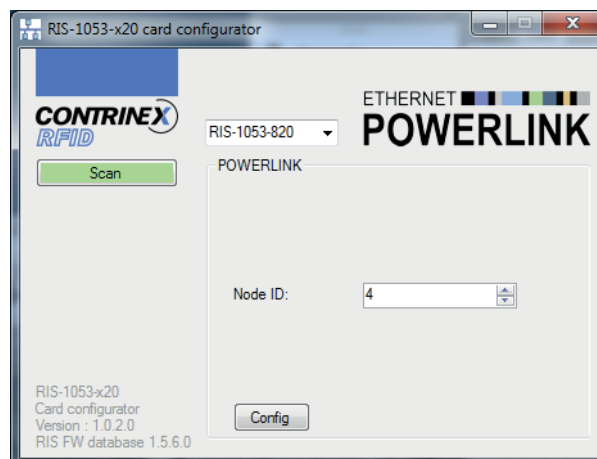 RIS-1053-x20 card configurator
CONTRINEX
RFID
RIS-1053-820
ETHERNET
POWERLINK
Scan
POWERLINK
Node ID:
4
RIS-1053-x20
Card configurator
Version : 1.0.2.0
RIS FW database 1.5.6.0
Config